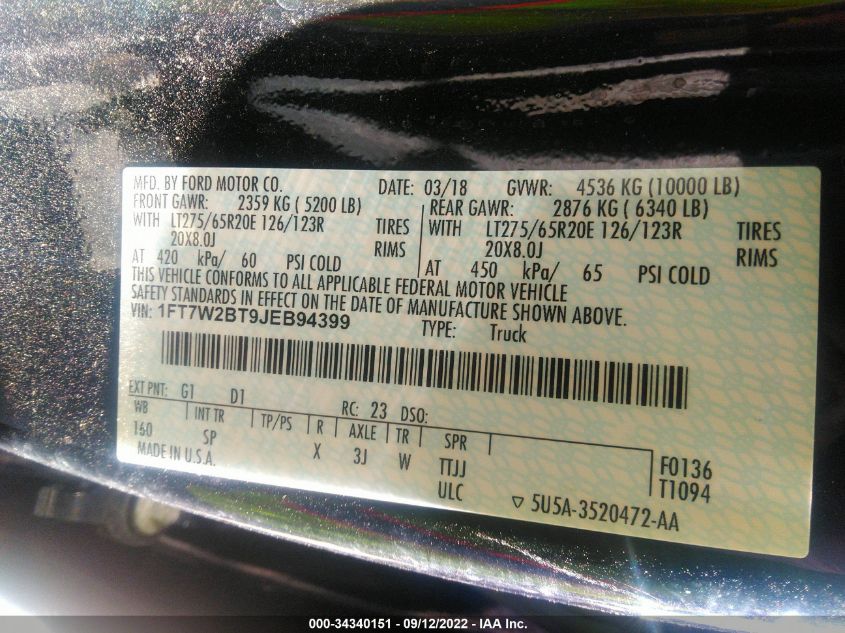 MFD. BY FORD MOTOR CO. DATE: 03/18 GVWR: 4536 KG (10000 LB)
FRONT GAWR: 2359 KG ( 5200 LB) REAR GAWR: 2876 KG ( 6340 LB)
WITH LT275/65R20E 126/123R TIRES WITH LT275/65R20E 126/123R TIRES
20X8.0J RIMS 20X8.0J RIMS
AT 420 kPa/ 60 PSI COLD AT 450 kPa/ 65 PSI COLD
THIS VEHICLE CONFORMS TO ALL APPLICABLE FEDERAL MOTOR VEHICLE
SAFETY STANDARDS IN EFFECT ON THE DATE OF MANUFACTURE SHOWN ABOVE.
VIN: 1FT7W2BT9JEB94399 TYPE: Truck
EXT PNT: G1 D1 RC: 23 DSO:
WB INT TR TP/PS R AXLE TR SPR
160 SP X 3J W TTJJ F0136
MADE IN U.S.A. ULC T1094
5U5A-3520472-AA
000-34340151 - 09/12/2022 - IAA Inc.